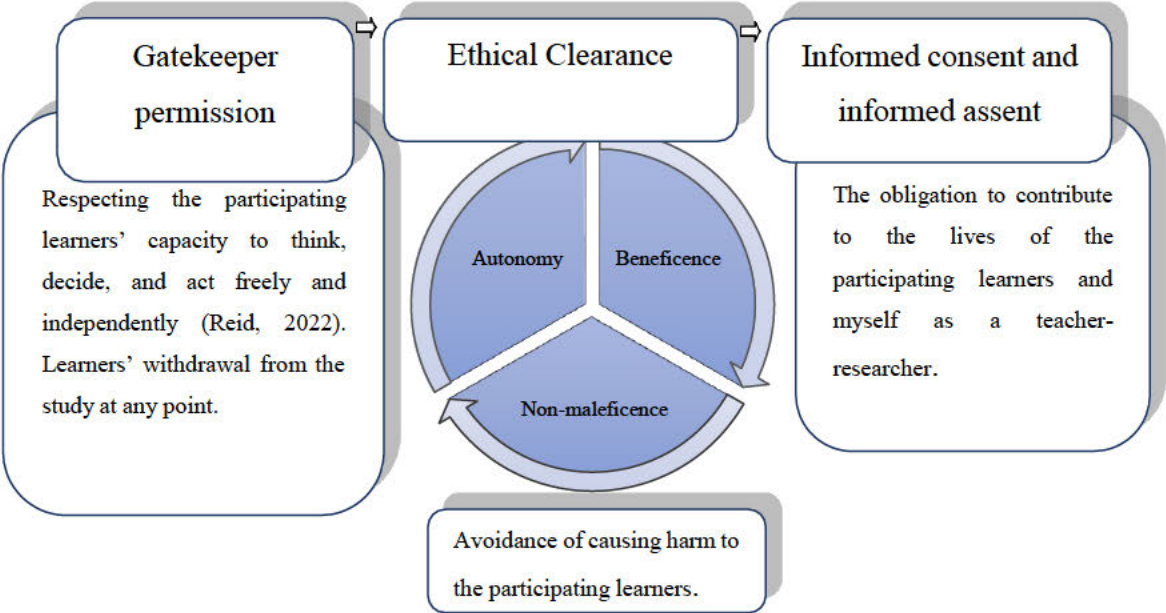 Gatekeeper
permission
Ethical Clearance
Informed consent and
informed assent
Respecting the participating
learners’ capacity to think,
decide, and act freely and
independently (Reid, 2022).
Learners’ withdrawal from the
study at any point.
Autonomy
Beneficence
Non-maleficence
The obligation to contribute
to the lives of the
participating learners and
myself as a teacher-
researcher.
Avoidance of causing harm to
the participating learners.